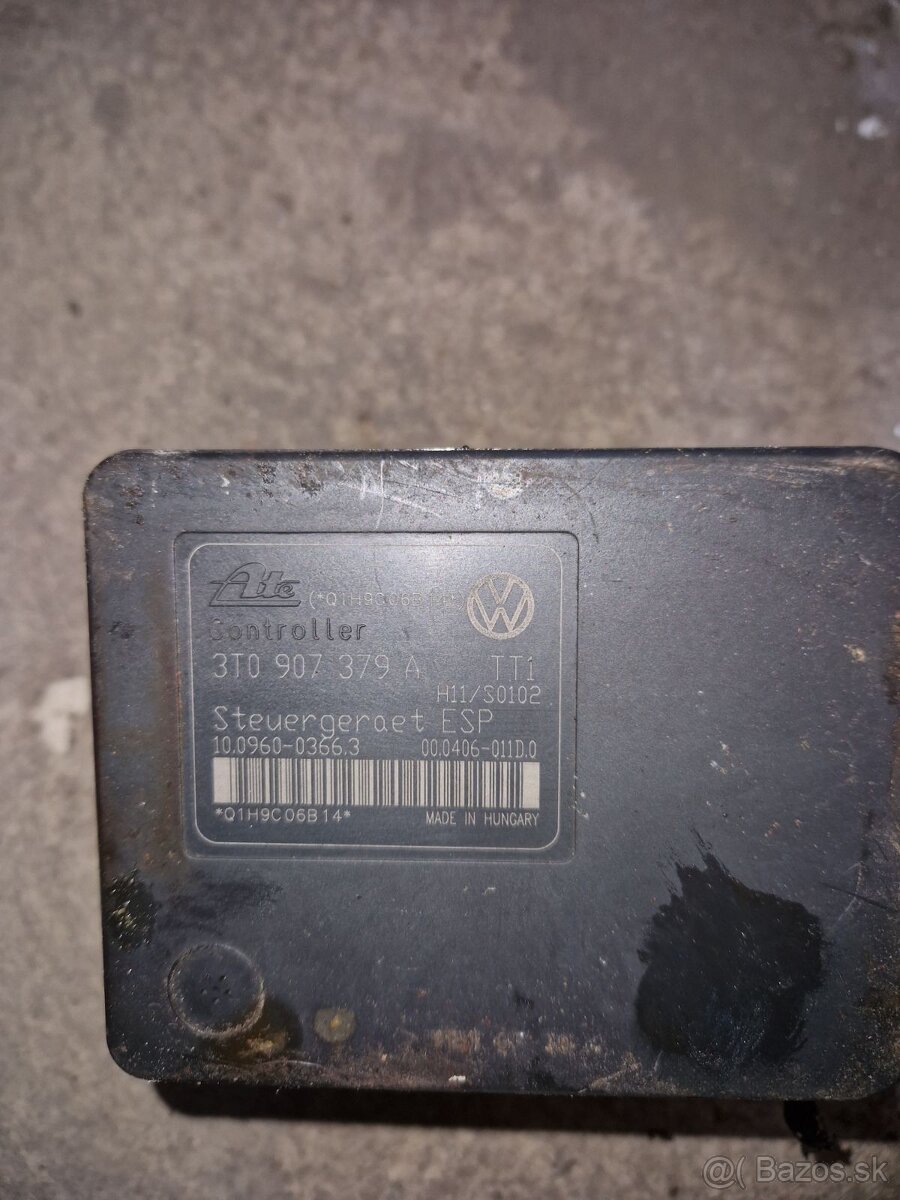 Ate (*Q1H9C06B14*
Controller
3T0 907 379 A TT1
H11/S0102
Steuergeraet ESP
10.0960-0366.3 00.0406-011D.0
*Q1H9C06B14* MADE IN HUNGARY
@( Bazos.sk